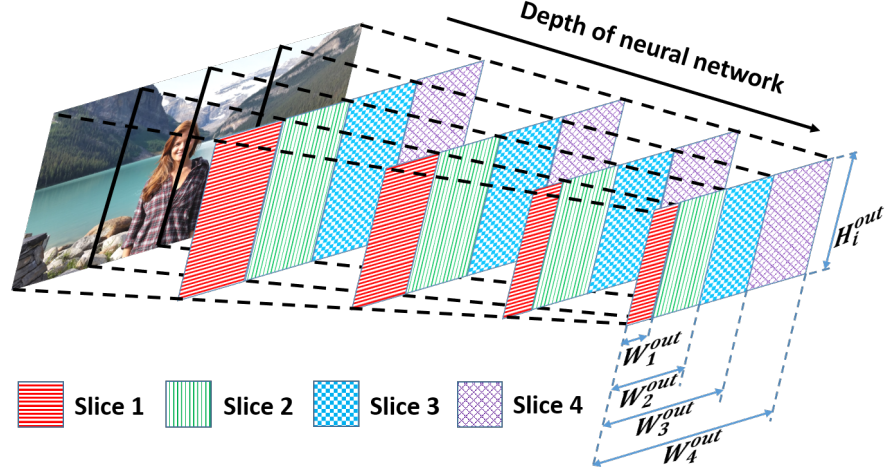 Depth of neural network
H_i^out
W_1^out
W_2^out
W_3^out
W_4^out
Slice 1
Slice 2
Slice 3
Slice 4